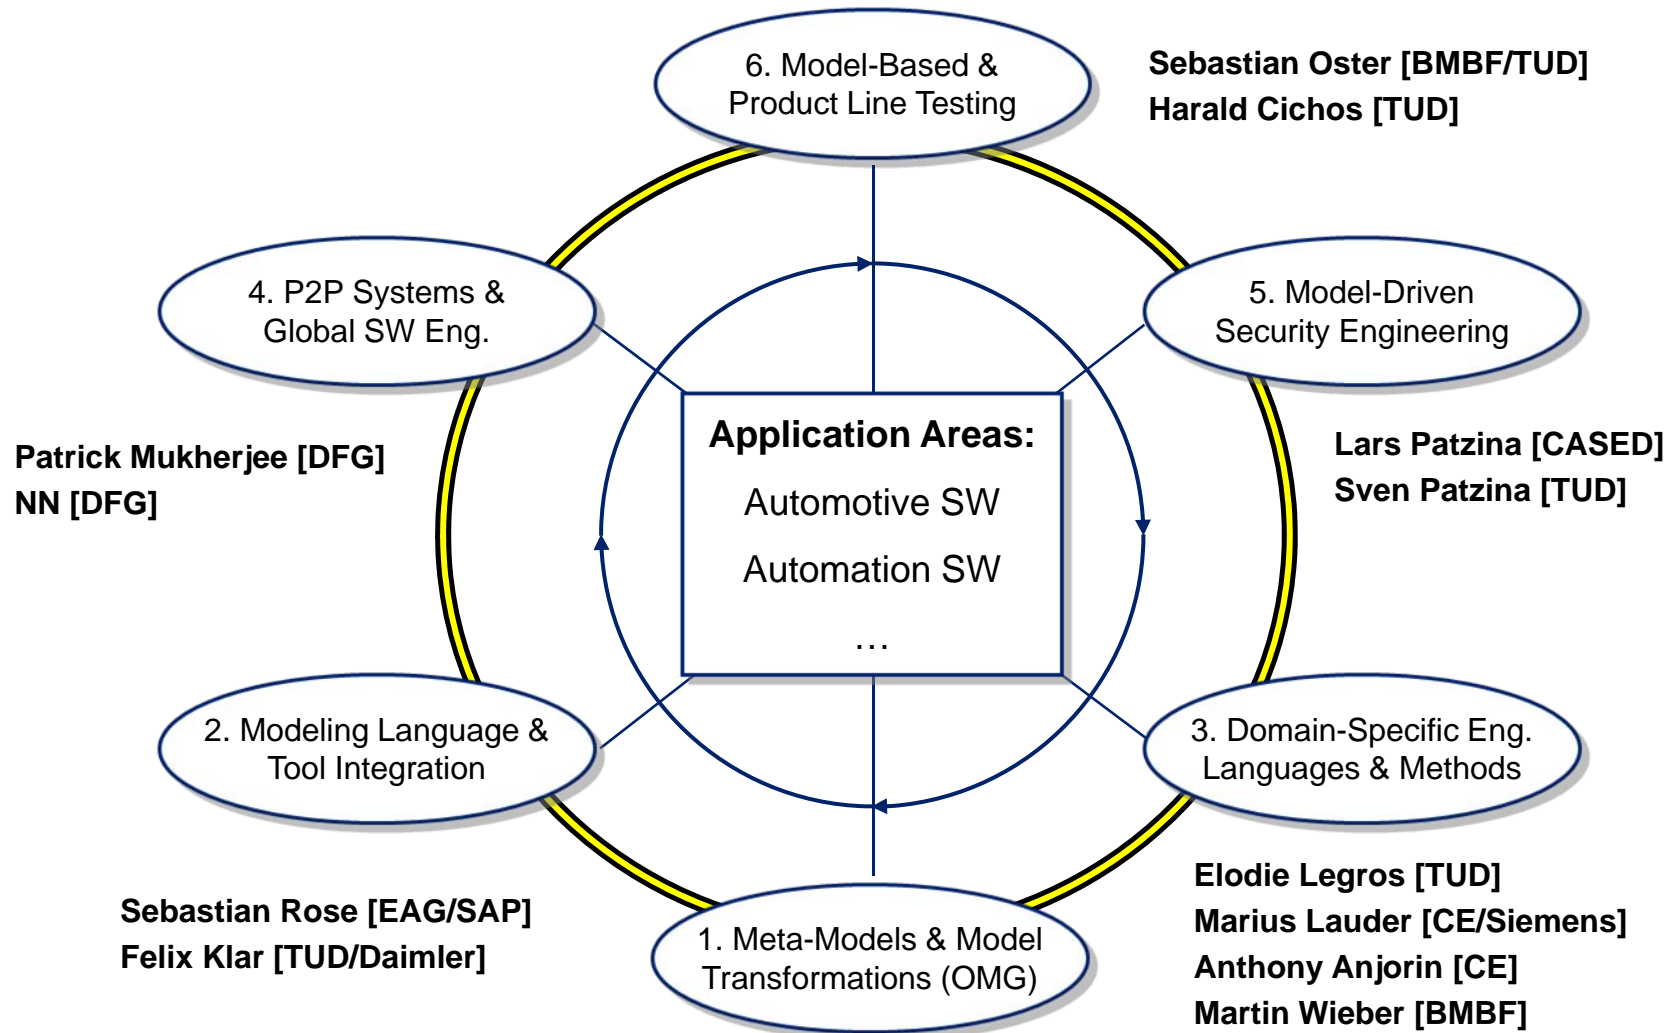 6. Model-Based &
Product Line Testing
Sebastian Oster [BMBF/TUD]
Harald Cichos [TUD]
4. P2P Systems &
Global SW Eng.
5. Model-Driven
Security Engineering
Patrick Mukherjee [DFG]
NN [DFG]
Application Areas:
Automotive SW
Automation SW
…
Lars Patzina [CASED]
Sven Patzina [TUD]
2. Modeling Language &
Tool Integration
3. Domain-Specific Eng.
Languages & Methods
Sebastian Rose [EAG/SAP]
Felix Klar [TUD/Daimler]
1. Meta-Models & Model
Transformations (OMG)
Elodie Legros [TUD]
Marius Lauder [CE/Siemens]
Anthony Anjorin [CE]
Martin Wieber [BMBF]